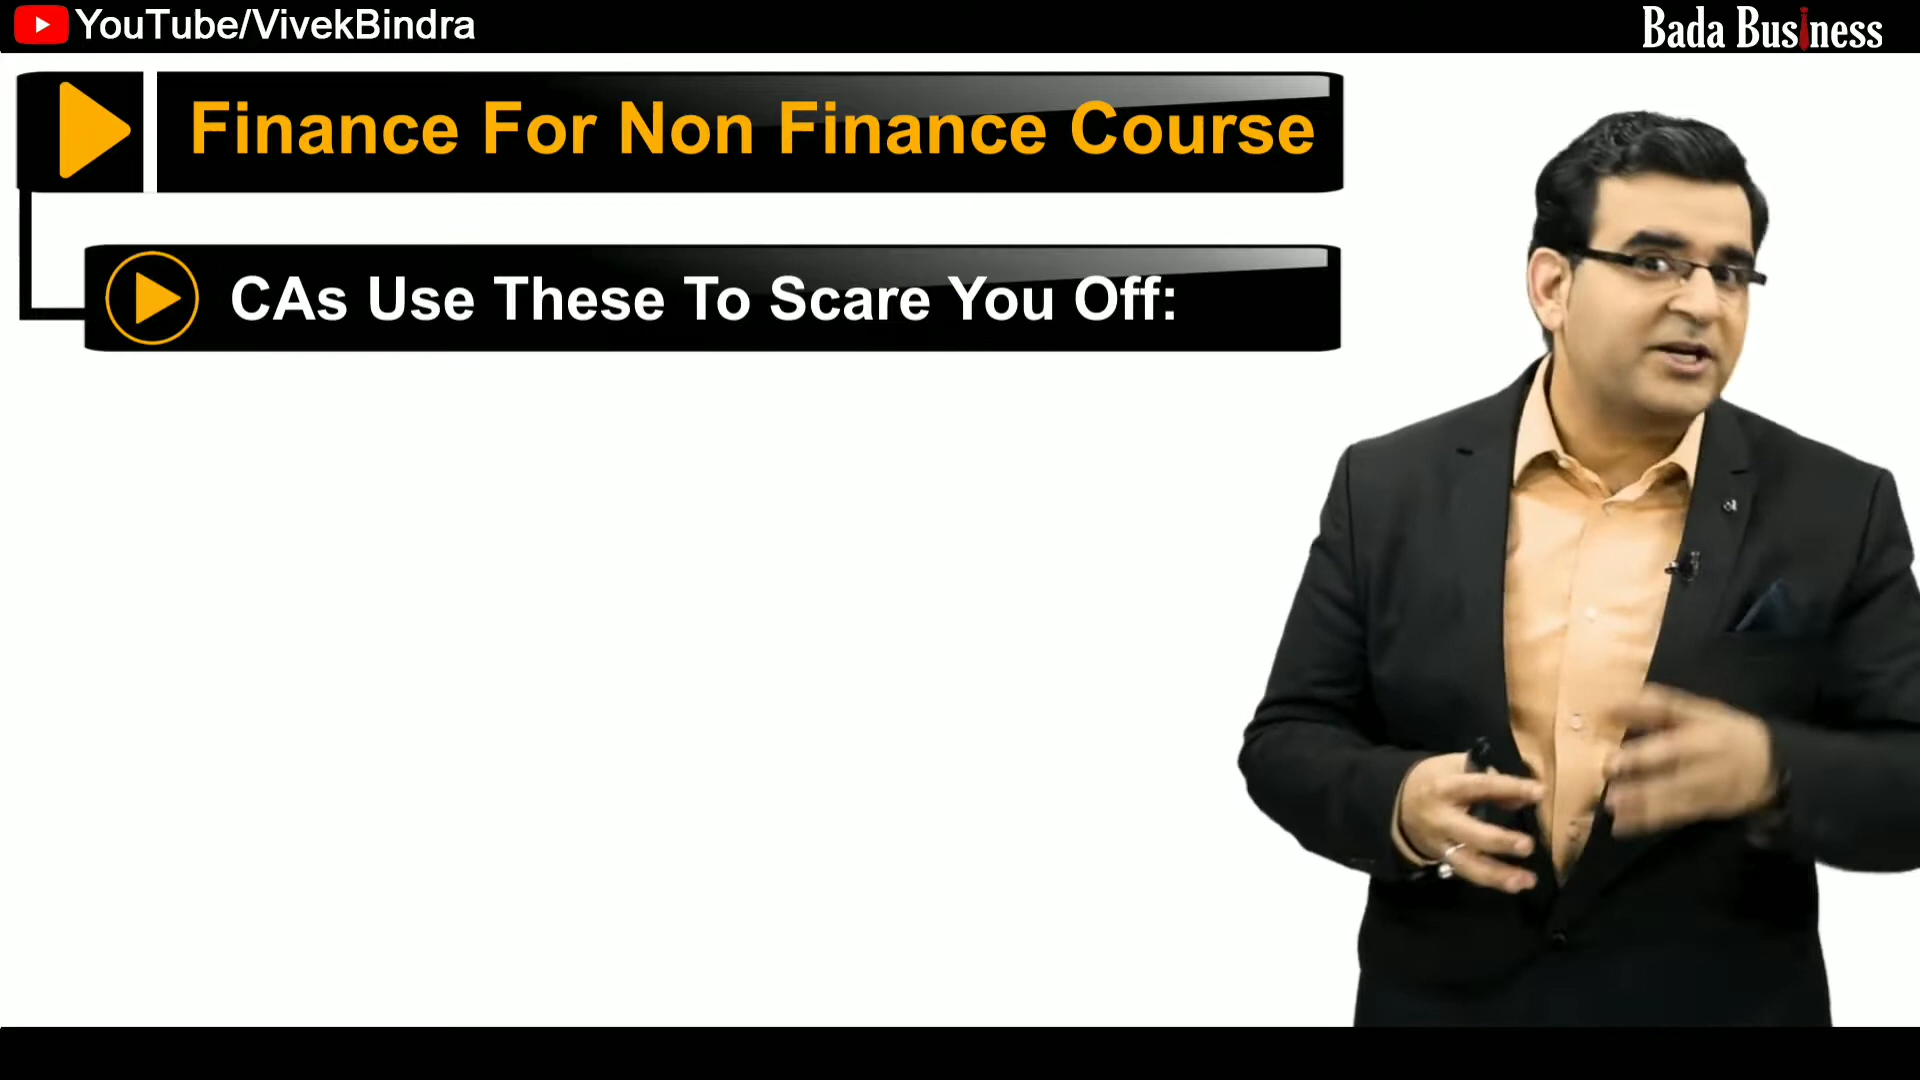 YouTube/VivekBindra
Bada Business
Finance For Non Finance Course
CAs Use These To Scare You Off: